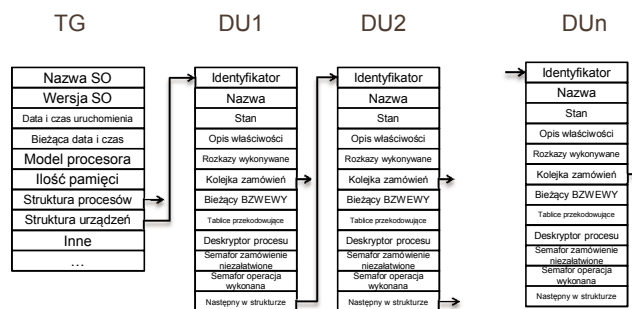 TG
DU1
DU2
DUn
Nazwa SO
Wersja SO
Data i czas uruchomienia
Bieżąca data i czas
Model procesora
Ilość pamięci
Struktura procesów
Struktura urządzeń
Inne
…
Identyfikator
Nazwa
Stan
Opis właściwości
Rozkazy wykonywane
Kolejka zamówień
Bieżący BZWEWY
Tablice przekodowujące
Deskryptor procesu
Semafor zamówienie
niezałatwione
Semafor operacja
wykonana
Następny w strukturze
Identyfikator
Nazwa
Stan
Opis właściwości
Rozkazy wykonywane
Kolejka zamówień
Bieżący BZWEWY
Tablice przekodowujące
Deskryptor procesu
Semafor zamówienie
niezałatwione
Semafor operacja
wykonana
Następny w strukturze
Identyfikator
Nazwa
Stan
Opis właściwości
Rozkazy wykonywane
Kolejka zamówień
Bieżący BZWEWY
Tablice przekodowujące
Deskryptor procesu
Semafor zamówienie
niezałatwione
Semafor operacja
wykonana
Następny w strukturze